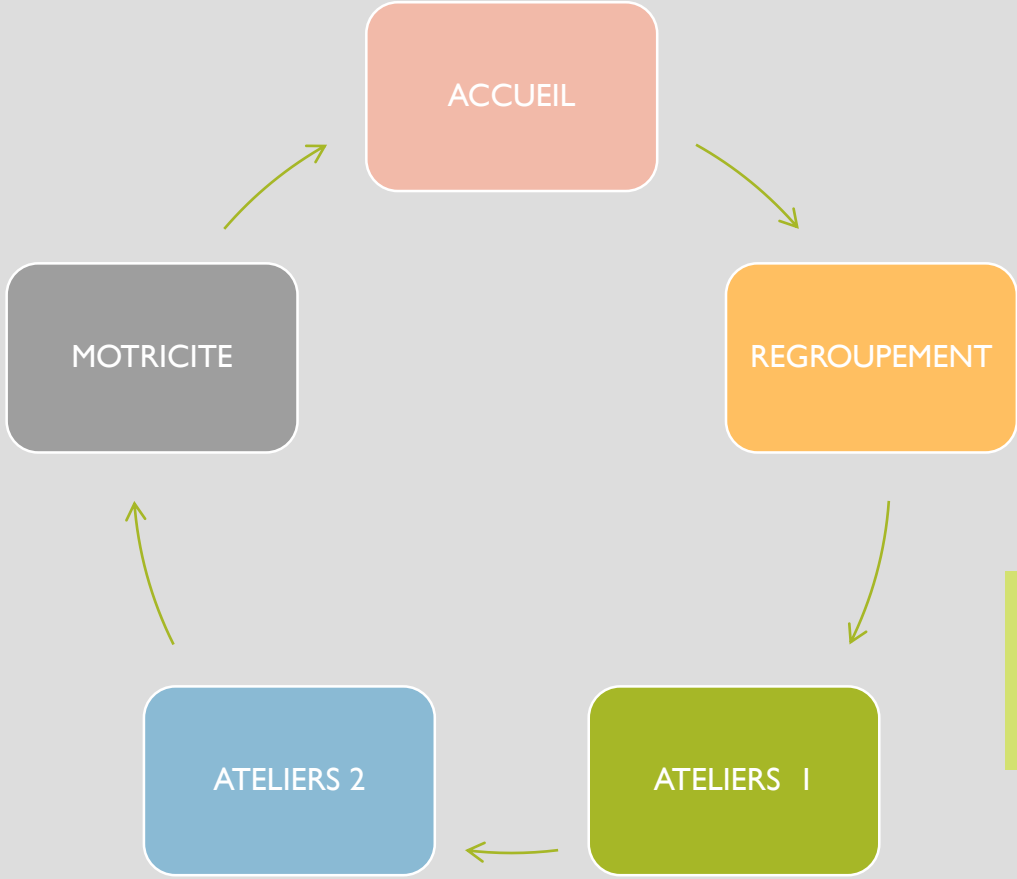 ACCUEIL
REGROUPEMENT
ATELIERS 1
ATELIERS 2
MOTRICITE